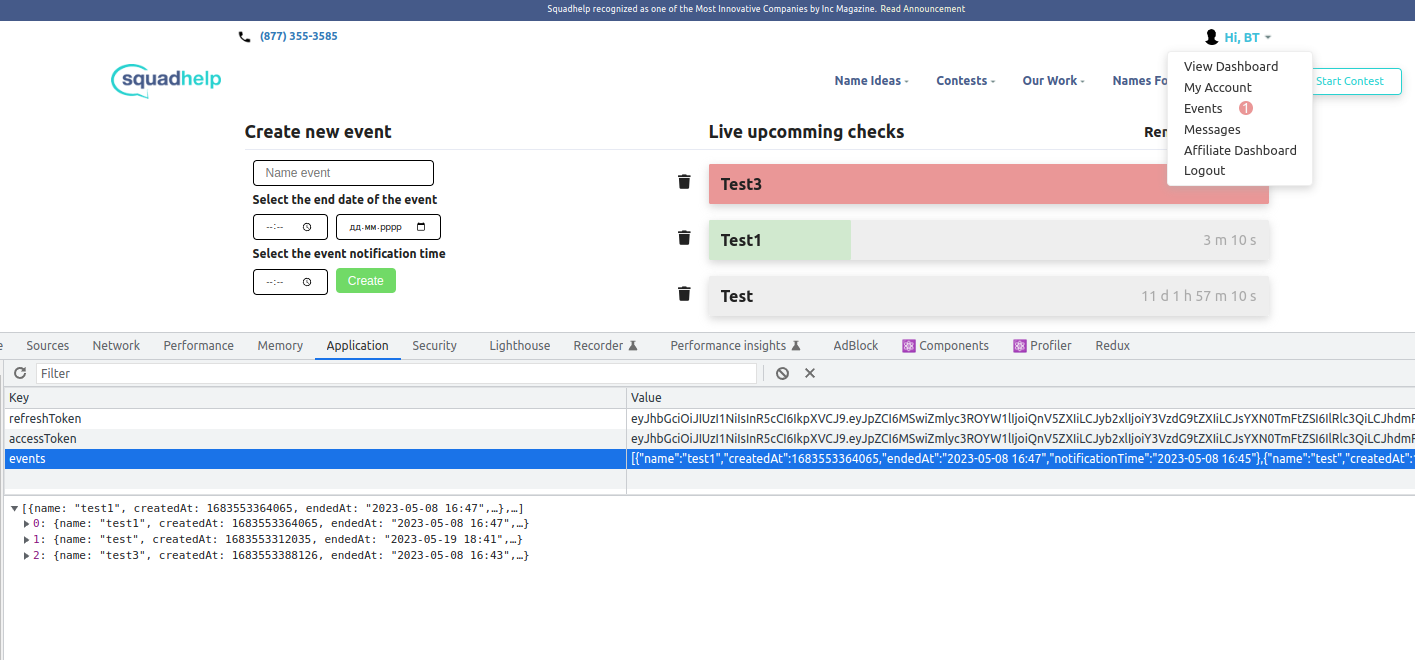 Squadhelp recognized as one of the Most Innovative Companies by Inc Magazine. Read Announcement
(877) 355-3585
Hi, BT
squadhelp
Name Ideas
Contests
Our Work
Names Fo
Start Contest
View Dashboard
My Account
Events 1
Messages
Affiliate Dashboard
Logout
Create new event
Name event
Select the end date of the event
--:--
дд.мм.рррр
Select the event notification time
--:--
Create
Live upcomming checks
Rem
Test3
Test1
3 m 10 s
Test
11 d 1 h 57 m 10 s
Sources Network Performance Memory Application Security Lighthouse Recorder Performance insights AdBlock Components Profiler Redux
Filter
Key Value
refreshToken
accessToken
events [{"name":"test1","createdAt":1683553364065,"endedAt":"2023-05-08 16:47","notificationTime":"2023-05-08 16:45"},{"name":"test","createdAt":
[{name: "test1", createdAt: 1683553364065, endedAt: "2023-05-08 16:47",…},…]
0: {name: "test1", createdAt: 1683553364065, endedAt: "2023-05-08 16:47",…}
1: {name: "test", createdAt: 1683553312035, endedAt: "2023-05-19 18:41",…}
2: {name: "test3", createdAt: 1683553388126, endedAt: "2023-05-08 16:43",…}